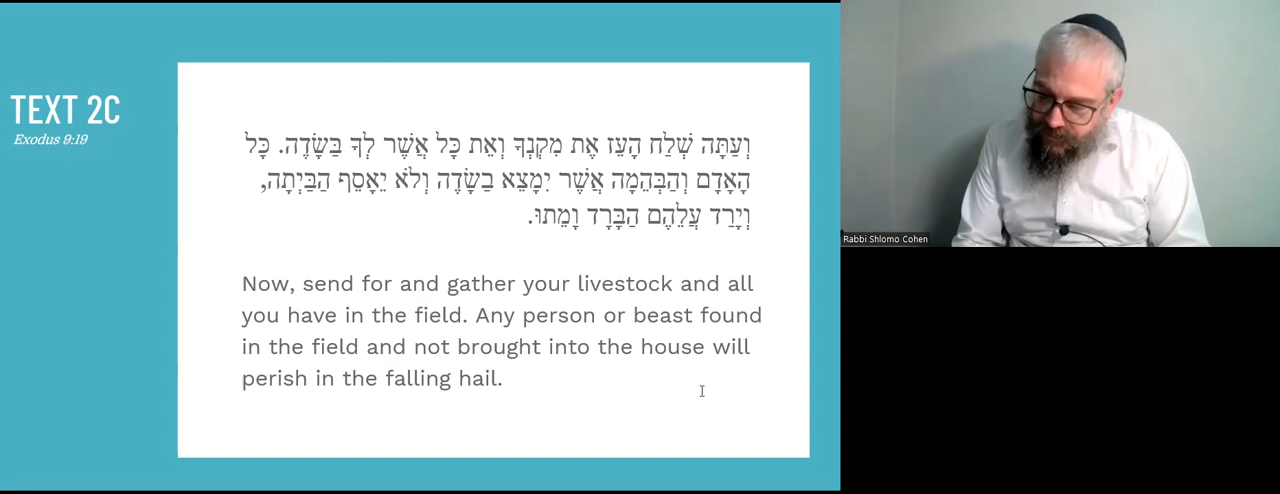 TEXT 2C
Exodus 9:19
וְעַתָּה שְׁלַח הָעֵז אֶת מִקְנְךָ וְאֵת כָּל אֲשֶׁר לְךָ בַּשָּׂדֶה. כָּל
הָאָדָם וְהַבְּהֵמָה אֲשֶׁר יִמָּצֵא בַשָּׂדֶה וְלֹא יֵאָסֵף הַבַּיְתָה,
וְיָרַד עֲלֵהֶם הַבָּרָד וָמֵתוּ.
Now, send for and gather your livestock and all
you have in the field. Any person or beast found
in the field and not brought into the house will
perish in the falling hail.
Rabbi Shlomo Cohen